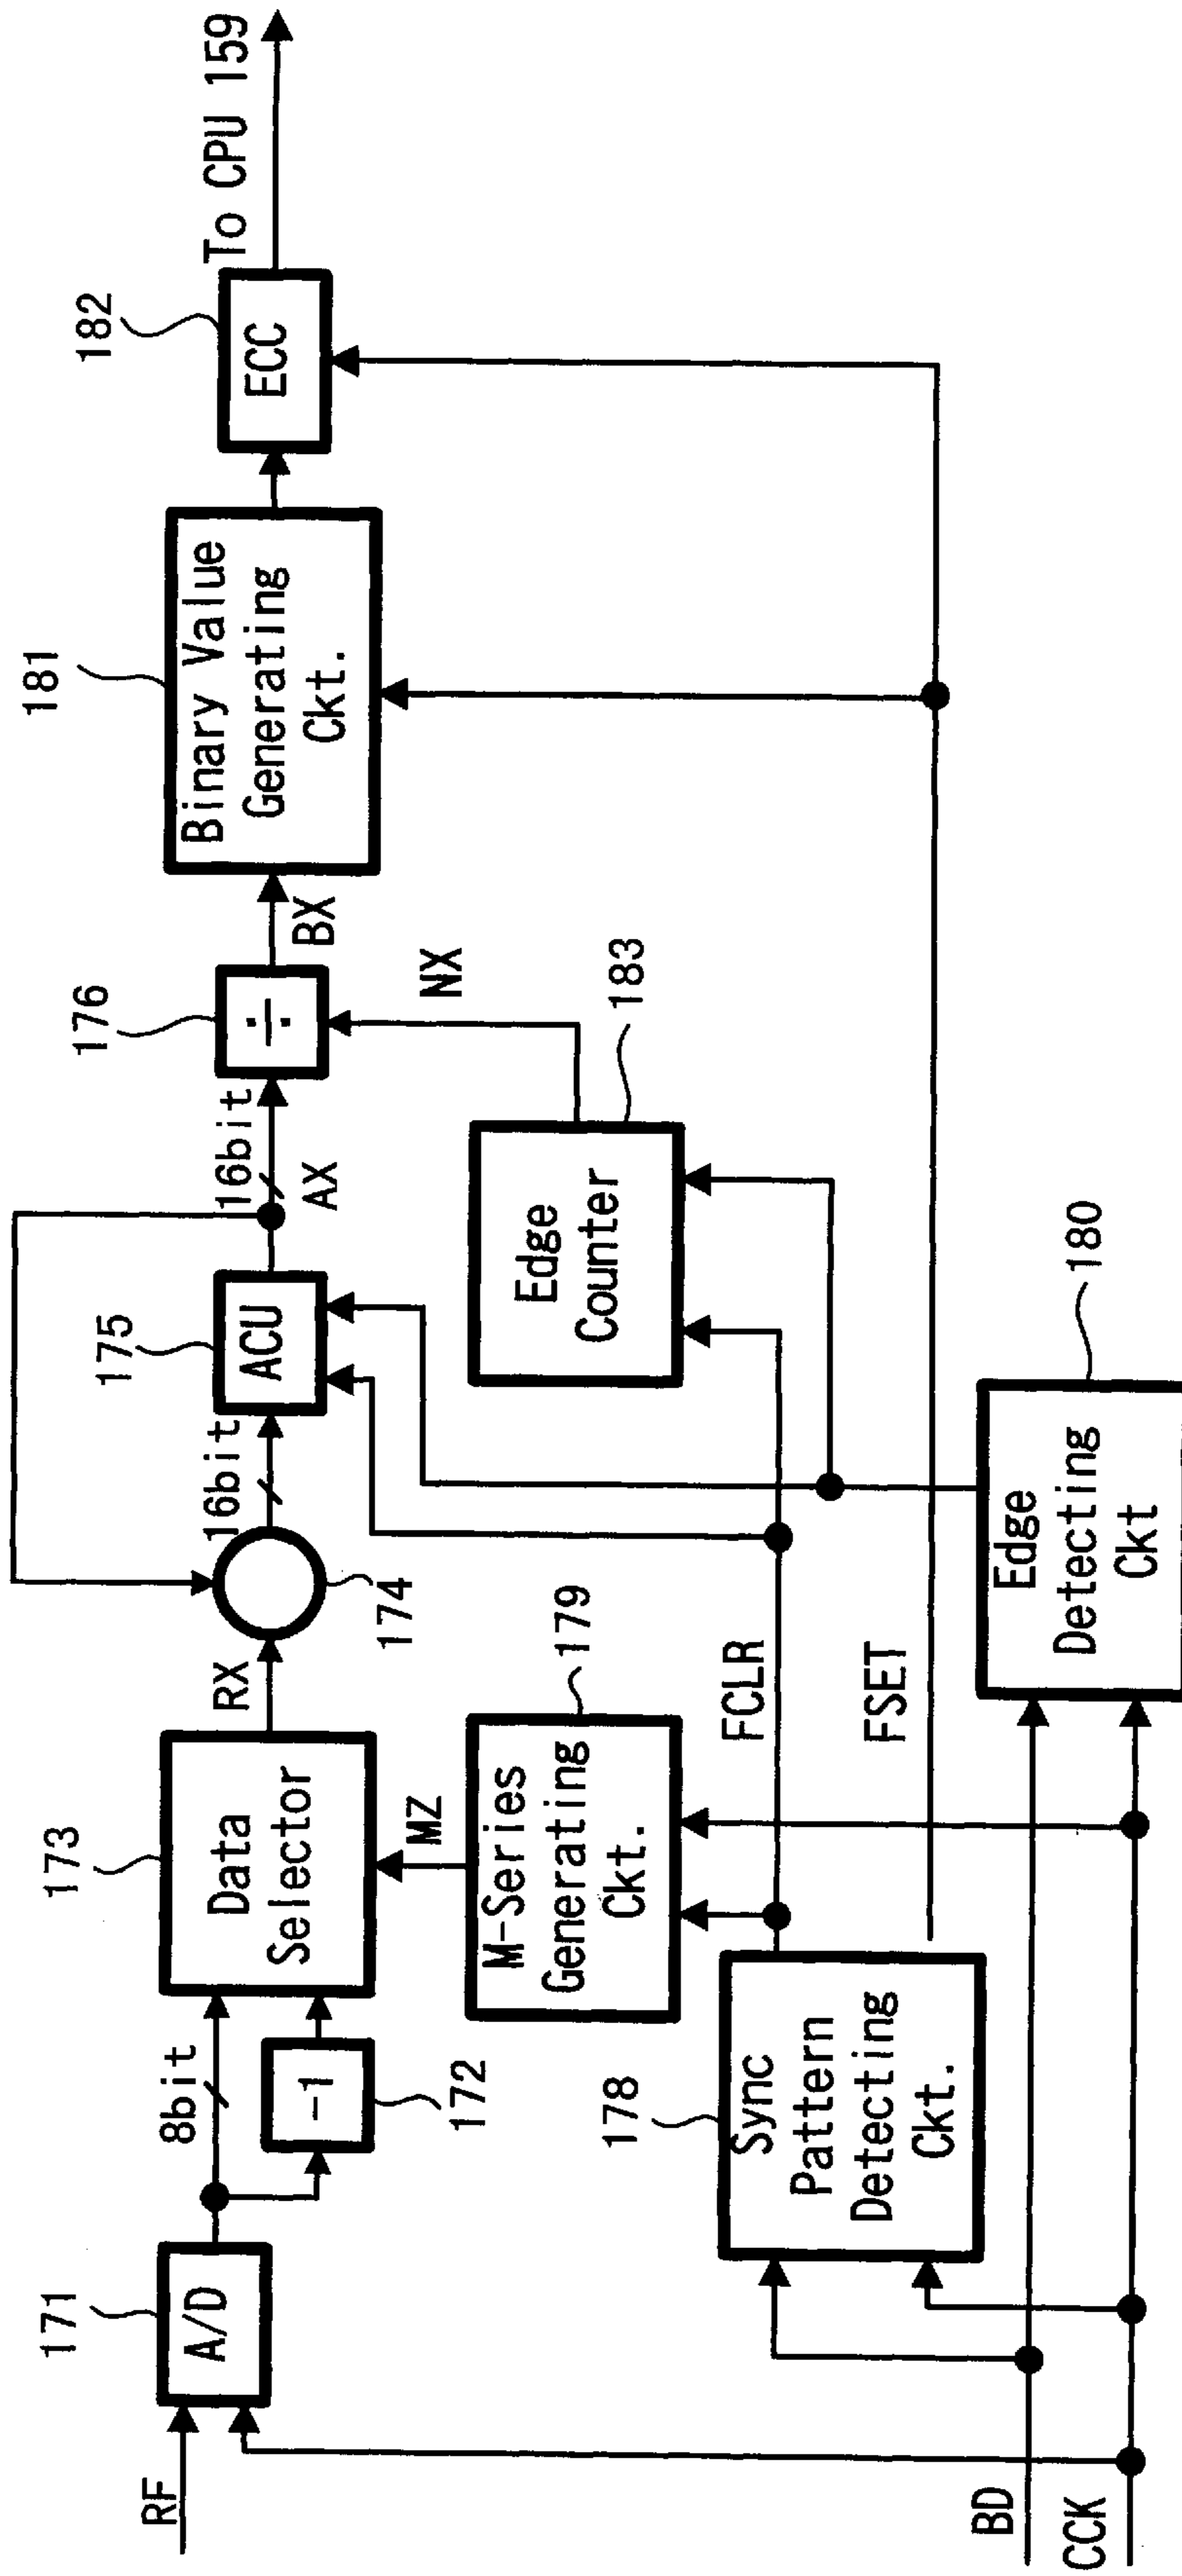 RF
171
A/D
8bit
-1
172
173
Data
Selector
RX
174
16bit
175
ACU
16bit
AX
176
÷
BX
181
Binary Value
Generating
Ckt.
182
ECC
To CPU 159
MZ
179
M-Series
Generating
Ckt.
Edge
Counter
183
NX
178
Sync
Pattern
Detecting
Ckt.
FCLR
FSET
180
Edge
Detecting
Ckt
BD
CCK